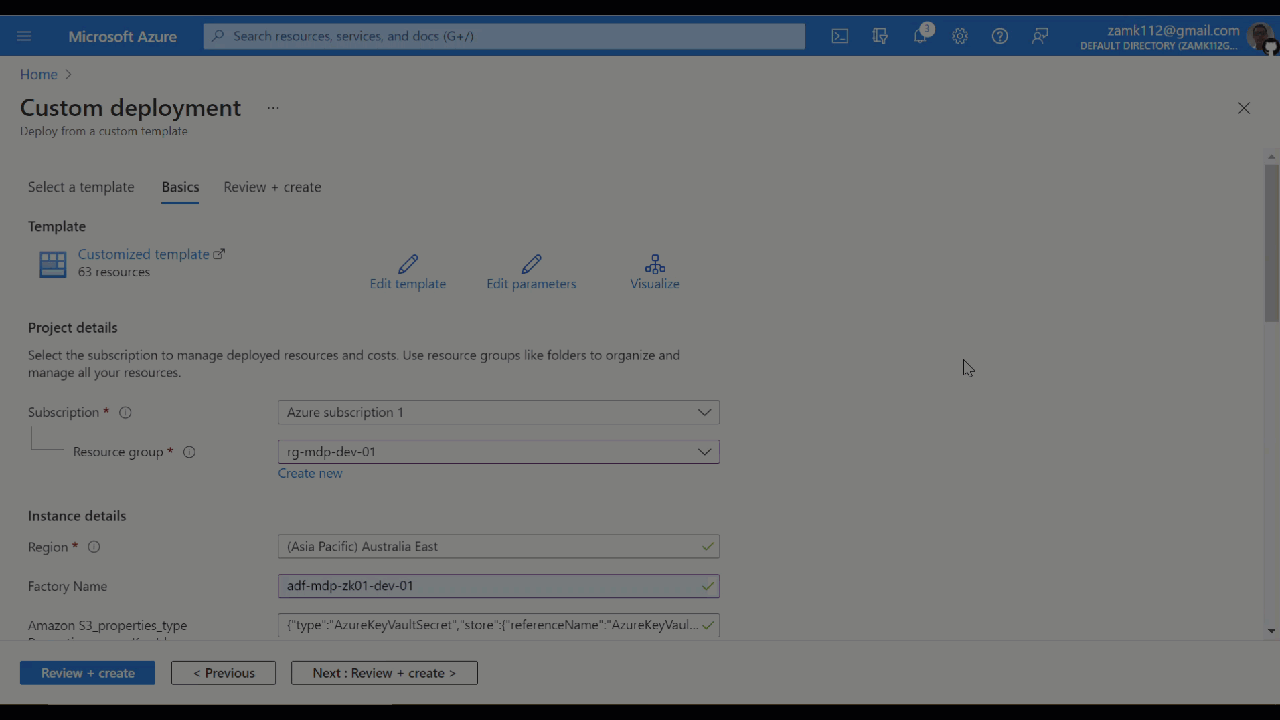 Microsoft Azure
Search resources, services, and docs (G+/)
3
zamk112@gmail.com
DEFAULT DIRECTORY (ZAMK112G...
Home
Custom deployment
...
Deploy from a custom template
Select a template
Basics
Review + create
Template
Customized template
63 resources
Edit template
Edit parameters
Visualize
Project details
Select the subscription to manage deployed resources and costs. Use resource groups like folders to organize and
manage all your resources.
Subscription *
Azure subscription 1
Resource group *
rg-mdp-dev-01
Create new
Instance details
Region *
(Asia Pacific) Australia East
Factory Name
adf-mdp-zk01-dev-01
Amazon S3_properties_type
{"type":"AzureKeyVaultSecret","store":{"referenceName":"AzureKeyVaul...
Review + create
< Previous
Next : Review + create >